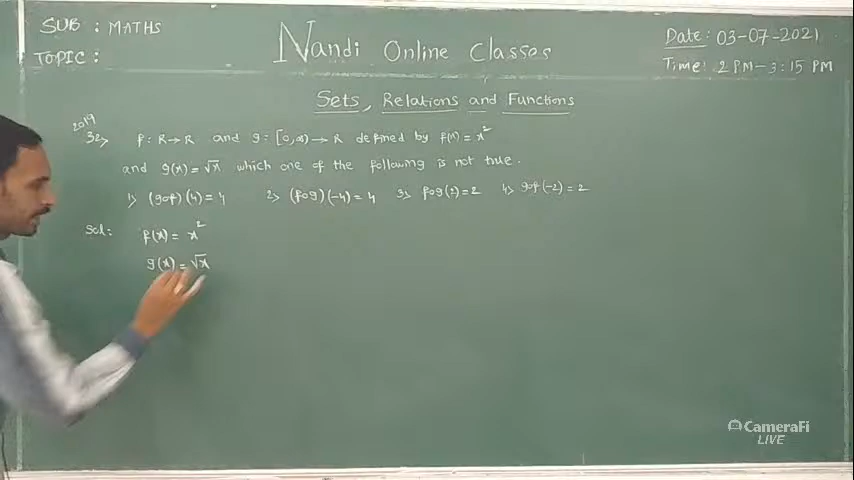 SUB : MATHS
TOPIC :
Nandi Online Classes
Date: 03-07-2021
Time: 2 PM-3:15 PM
Sets, Relations and Functions
2019
32> f: R→R and g: [0,∞) → R defined by f(x) = x²
and g(x) = √x which one of the following is not true.
1> (gof)(4) = 4 2> (fog)(-4) = 4 3> fog(2) = 2 4> gof(-2) = 2
Sol: f(x) = x²
g(x) = √x
CameraFi
LIVE